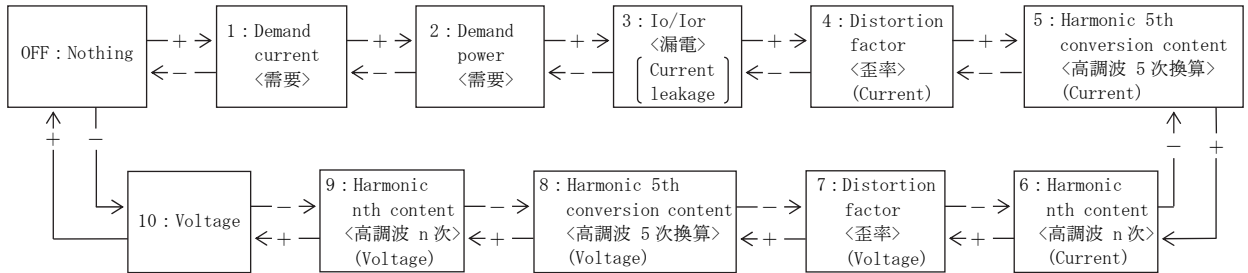 OFF：Nothing
＋
－
1：Demand
current
<需要>
＋
－
2：Demand
power
<需要>
＋
－
3：Io/Ior
<漏電>
Current
leakage
＋
－
4：Distortion
factor
<歪率>
(Current)
＋
－
5：Harmonic 5th
conversion content
<高調波 5 次換算>
(Current)
＋
－
－
＋
10：Voltage
－
＋
9：Harmonic
nth content
<高調波 n 次>
(Voltage)
－
＋
8：Harmonic 5th
conversion content
<高調波 5 次換算>
(Voltage)
－
＋
7：Distortion
factor
<歪率>
(Voltage)
－
＋
6：Harmonic
nth content
<高調波 n 次>
(Current)